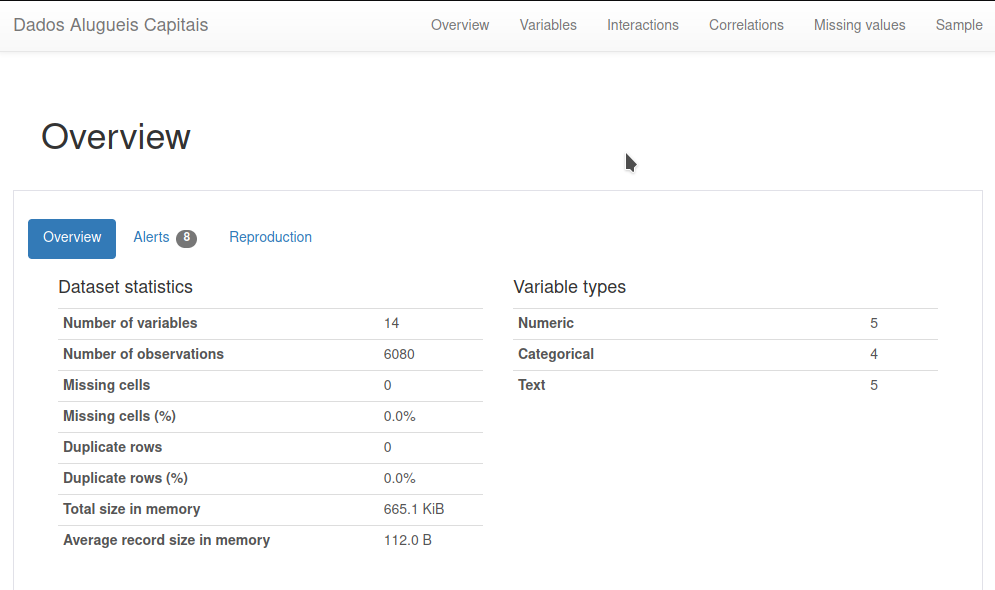 Dados Alugueis Capitais Overview Variables Interactions Correlations Missing values Sample
Overview
Overview Alerts 8 Reproduction
Dataset statistics
Number of variables 14
Number of observations 6080
Missing cells 0
Missing cells (%) 0.0%
Duplicate rows 0
Duplicate rows (%) 0.0%
Total size in memory 665.1 KiB
Average record size in memory 112.0 B
Variable types
Numeric 5
Categorical 4
Text 5